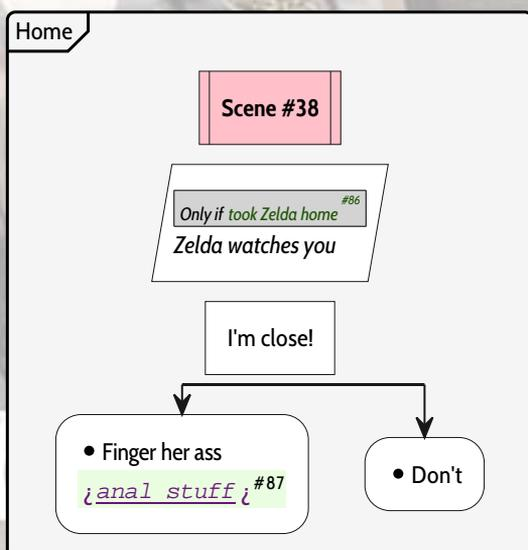 Home
Scene #38
#86
Only if took Zelda home
Zelda watches you
I'm close!
• Finger her ass
¿anal stuff¿#87
• Don't